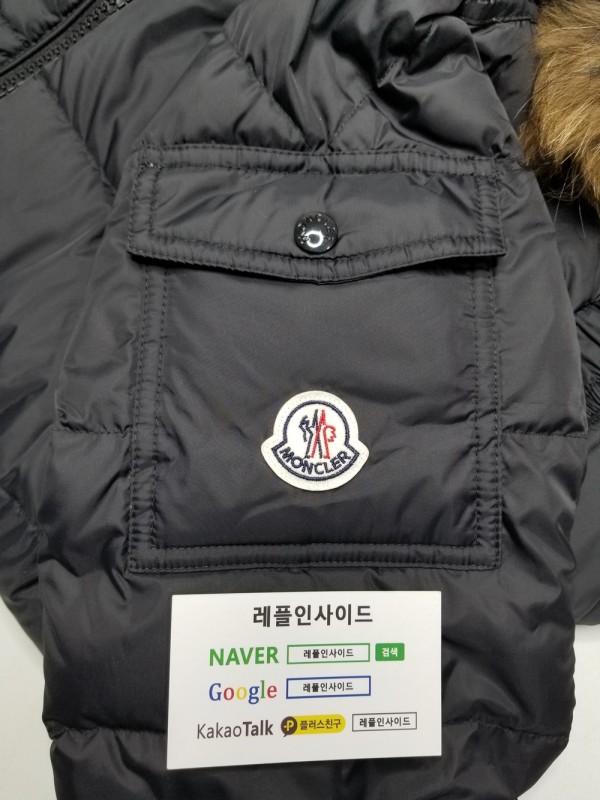 MONCLER
레플인사이드
NAVER 레플인사이드 검색
Google 레플인사이드
KakaoTalk P 플러스친구 레플인사이드